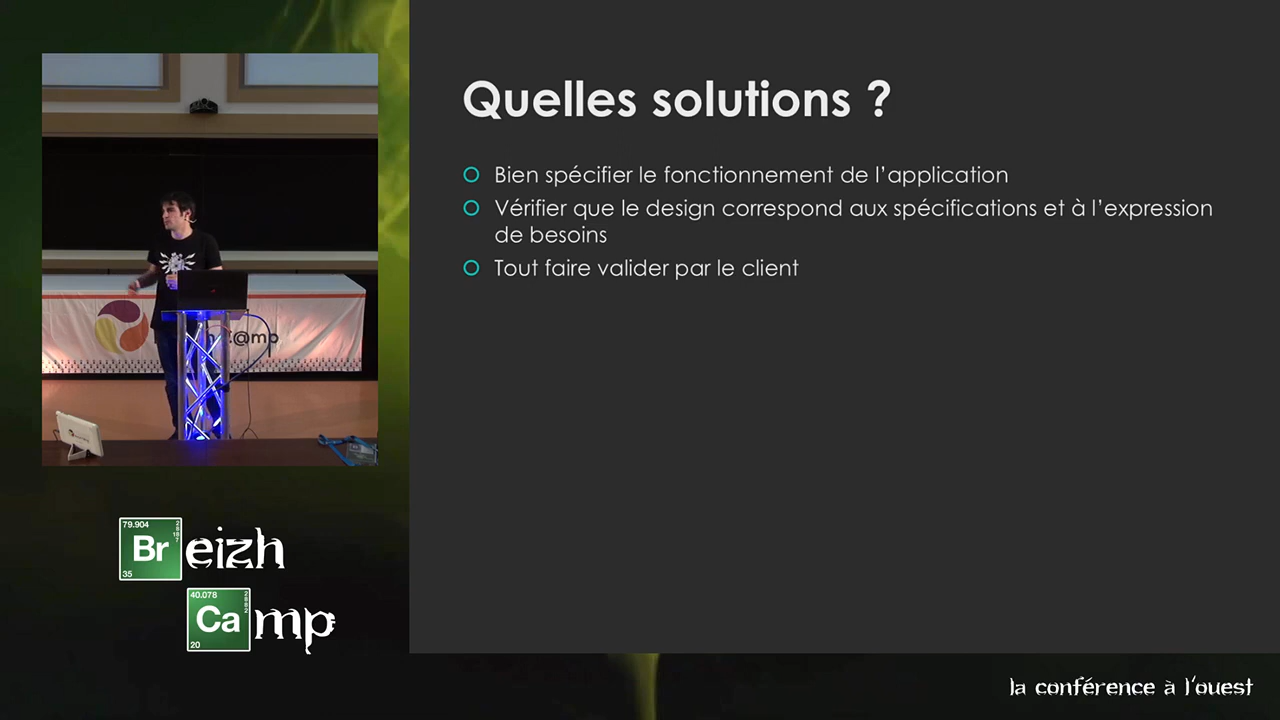 Quelles solutions ?
Bien spécifier le fonctionnement de l'application
Vérifier que le design correspond aux spécifications et à l'expression
de besoins
Tout faire valider par le client
C@mp
79.904
Br
35
eizh
40.078
Ca
20
mp
la conférence à l'ouest